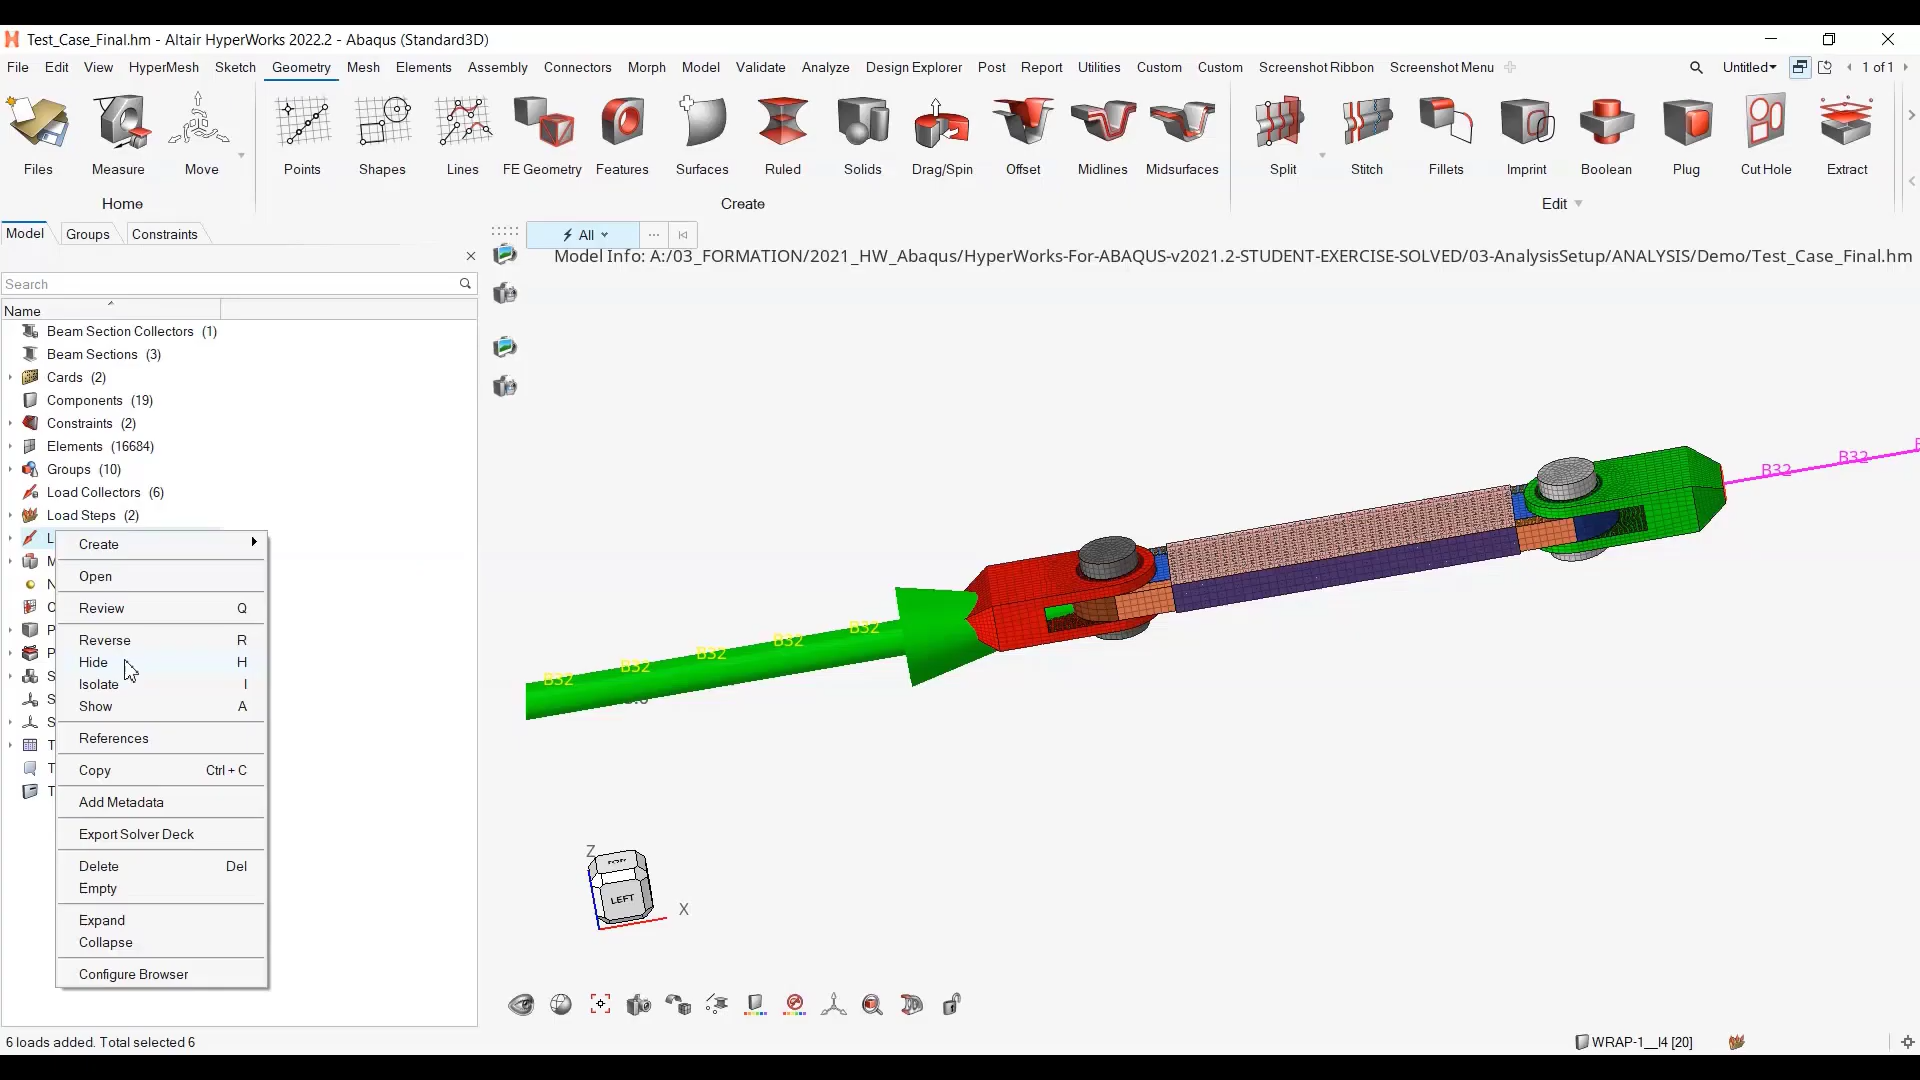 Test_Case_Final.hm - Altair HyperWorks 2022.2 - Abaqus (Standard3D)
File Edit View HyperMesh Sketch Geometry Mesh Elements Assembly Connectors Morph Model Validate Analyze Design Explorer Post Report Utilities Custom Custom Screenshot Ribbon Screenshot Menu Untitled 1 of 1
Files Measure Move Points Shapes Lines FE Geometry Features Surfaces Ruled Solids Drag/Spin Offset Midlines Midsurfaces Split Stitch Fillets Imprint Boolean Plug Cut Hole Extract
Home Create Edit
Model Groups Constraints
All ...
Model Info: A:/03_FORMATION/2021_HW_Abaqus/HyperWorks-For-ABAQUS-v2021.2-STUDENT-EXERCISE-SOLVED/03-AnalysisSetup/ANALYSIS/Demo/Test_Case_Final.hm
Search
Name
Beam Section Collectors (1)
Beam Sections (3)
Cards (2)
Components (19)
Constraints (2)
Elements (16684)
Groups (10)
Load Collectors (6)
Load Steps (2)
L
M
N
C
P
P
S
S
S
T
T
T
Create
Open
Review Q
Reverse R
Hide H
Isolate I
Show A
References
Copy Ctrl + C
Add Metadata
Export Solver Deck
Delete Del
Empty
Expand
Collapse
Configure Browser
B32 B32
B32 B32 B32 B32 B32
Z
TOP
LEFT
X
6 loads added. Total selected 6
WRAP-1__I4 [20]